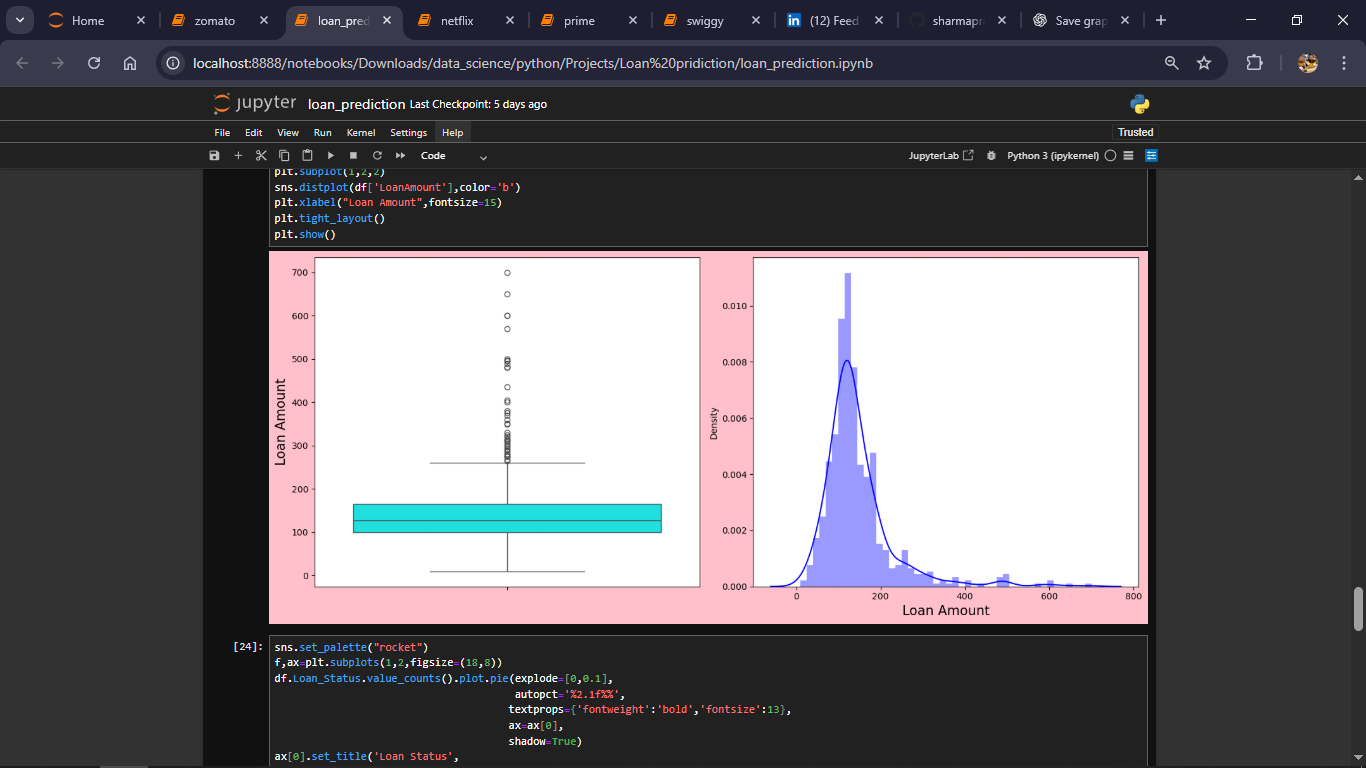 Home
zomato
loan_pred
netflix
prime
swiggy
(12) Feed
sharmapra
Save grap
localhost:8888/notebooks/Downloads/data_science/python/Projects/Loan%20pridiction/loan_prediction.ipynb
jupyter loan_prediction Last Checkpoint: 5 days ago
File Edit View Run Kernel Settings Help
Trusted
Code
JupyterLab
Python 3 (ipykernel)
plt.subplot(1,2,2)
sns.distplot(df['LoanAmount'],color='b')
plt.xlabel("Loan Amount",fontsize=15)
plt.tight_layout()
plt.show()
Loan Amount
700
600
500
400
300
200
100
0
Density
0.010
0.008
0.006
0.004
0.002
0.000
0 200 400 600 800
Loan Amount
[24]:
sns.set_palette("rocket")
f,ax=plt.subplots(1,2,figsize=(18,8))
df.Loan_Status.value_counts().plot.pie(explode=[0,0.1],
autopct='%2.1f%%',
textprops={'fontweight':'bold','fontsize':13},
ax=ax[0],
shadow=True)
ax[0].set_title('Loan Status',